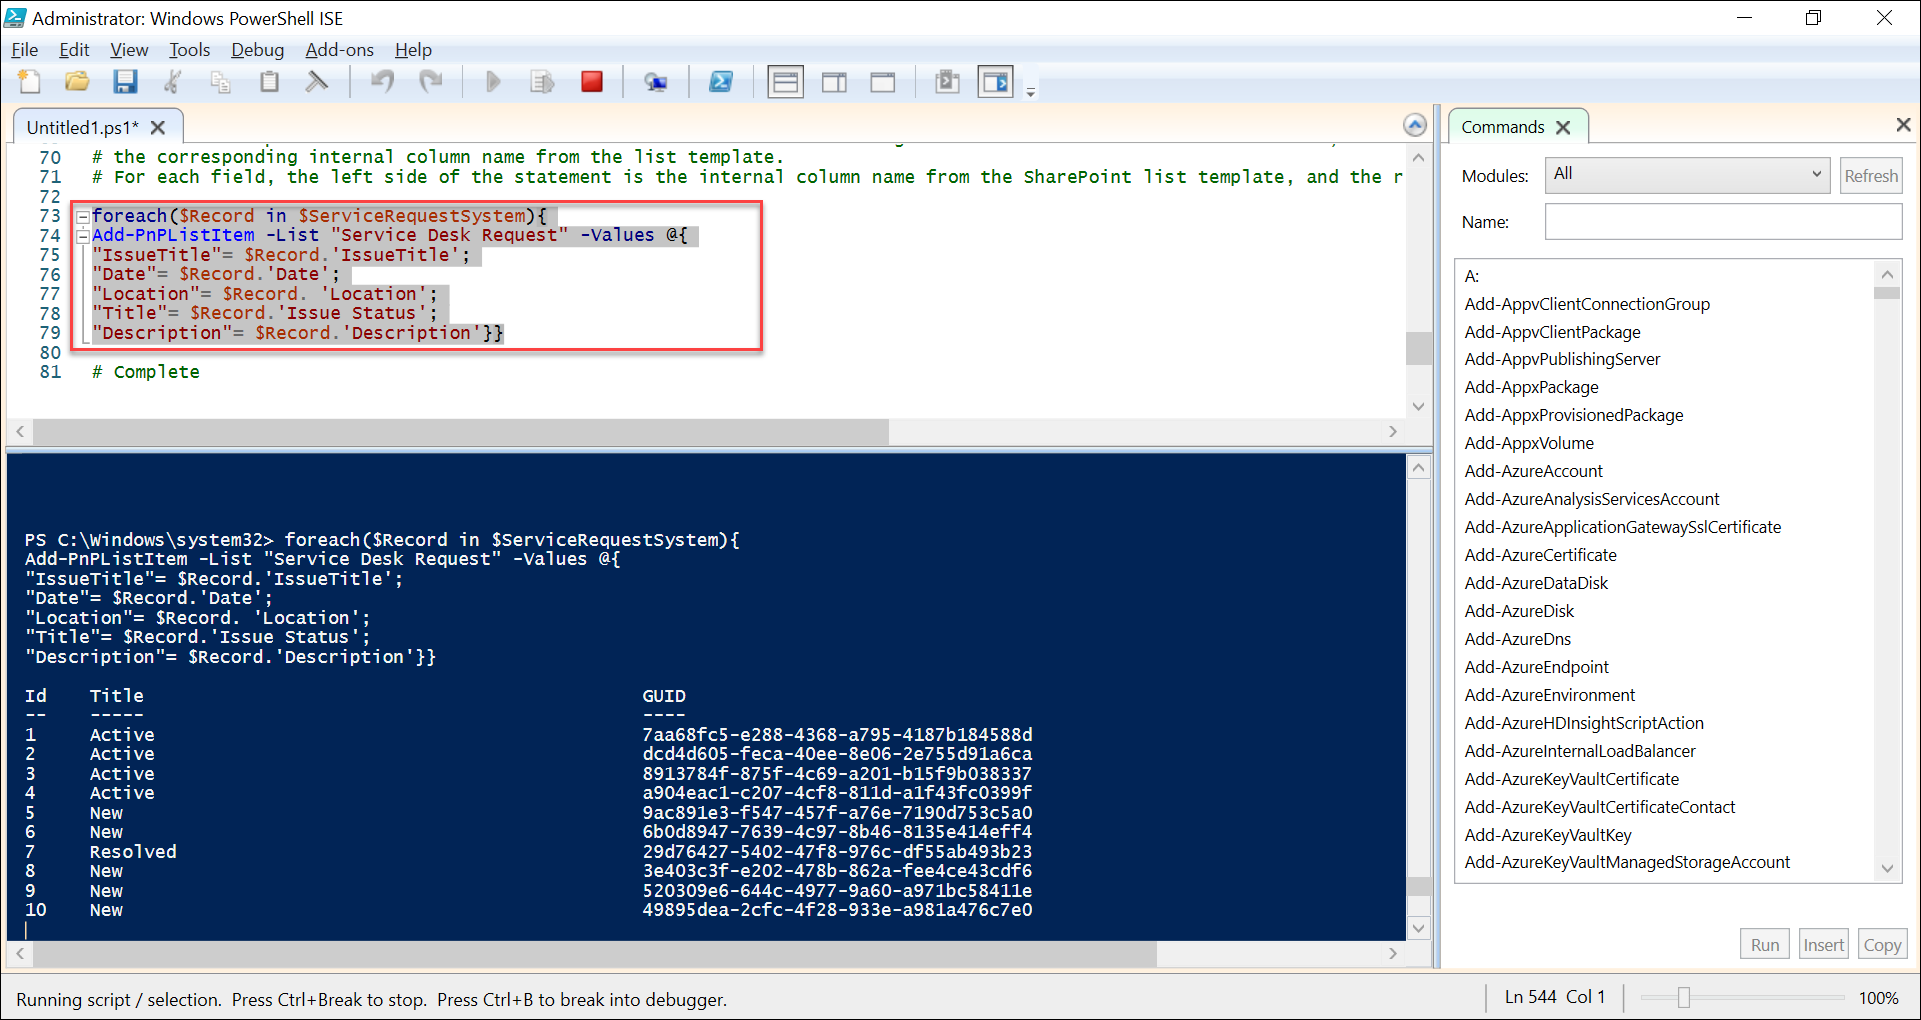 Administrator: Windows PowerShell ISE
File Edit View Tools Debug Add-ons Help
Untitled1.ps1*
70 # the corresponding internal column name from the list template.
71 # For each field, the left side of the statement is the internal column name from the SharePoint list template, and the r
72
73 foreach($Record in $ServiceRequestSystem){
74 Add-PnPListItem -List "Service Desk Request" -Values @{
75 "IssueTitle"= $Record.'IssueTitle';
76 "Date"= $Record.'Date';
77 "Location"= $Record. 'Location';
78 "Title"= $Record.'Issue Status';
79 "Description"= $Record.'Description'}}
80
81 # Complete
PS C:\Windows\system32> foreach($Record in $ServiceRequestSystem){
Add-PnPListItem -List "Service Desk Request" -Values @{
"IssueTitle"= $Record.'IssueTitle';
"Date"= $Record.'Date';
"Location"= $Record. 'Location';
"Title"= $Record.'Issue Status';
"Description"= $Record.'Description'}}
Id Title GUID
-- ----- ----
1 Active 7aa68fc5-e288-4368-a795-4187b184588d
2 Active dcd4d605-feca-40ee-8e06-2e755d91a6ca
3 Active 8913784f-875f-4c69-a201-b15f9b038337
4 Active a904eac1-c207-4cf8-811d-a1f43fc0399f
5 New 9ac891e3-f547-457f-a76e-7190d753c5a0
6 New 6b0d8947-7639-4c97-8b46-8135e414eff4
7 Resolved 29d76427-5402-47f8-976c-df55ab493b23
8 New 3e403c3f-e202-478b-862a-fee4ce43cdf6
9 New 520309e6-644c-4977-9a60-a971bc58411e
10 New 49895dea-2cfc-4f28-933e-a981a476c7e0
Commands
Modules: All Refresh
Name:
A:
Add-AppvClientConnectionGroup
Add-AppvClientPackage
Add-AppvPublishingServer
Add-AppxPackage
Add-AppxProvisionedPackage
Add-AppxVolume
Add-AzureAccount
Add-AzureAnalysisServicesAccount
Add-AzureApplicationGatewaySslCertificate
Add-AzureCertificate
Add-AzureDataDisk
Add-AzureDisk
Add-AzureDns
Add-AzureEndpoint
Add-AzureEnvironment
Add-AzureHDInsightScriptAction
Add-AzureInternalLoadBalancer
Add-AzureKeyVaultCertificate
Add-AzureKeyVaultCertificateContact
Add-AzureKeyVaultKey
Add-AzureKeyVaultManagedStorageAccount
Run Insert Copy
Running script / selection. Press Ctrl+Break to stop. Press Ctrl+B to break into debugger.
Ln 544 Col 1 100%